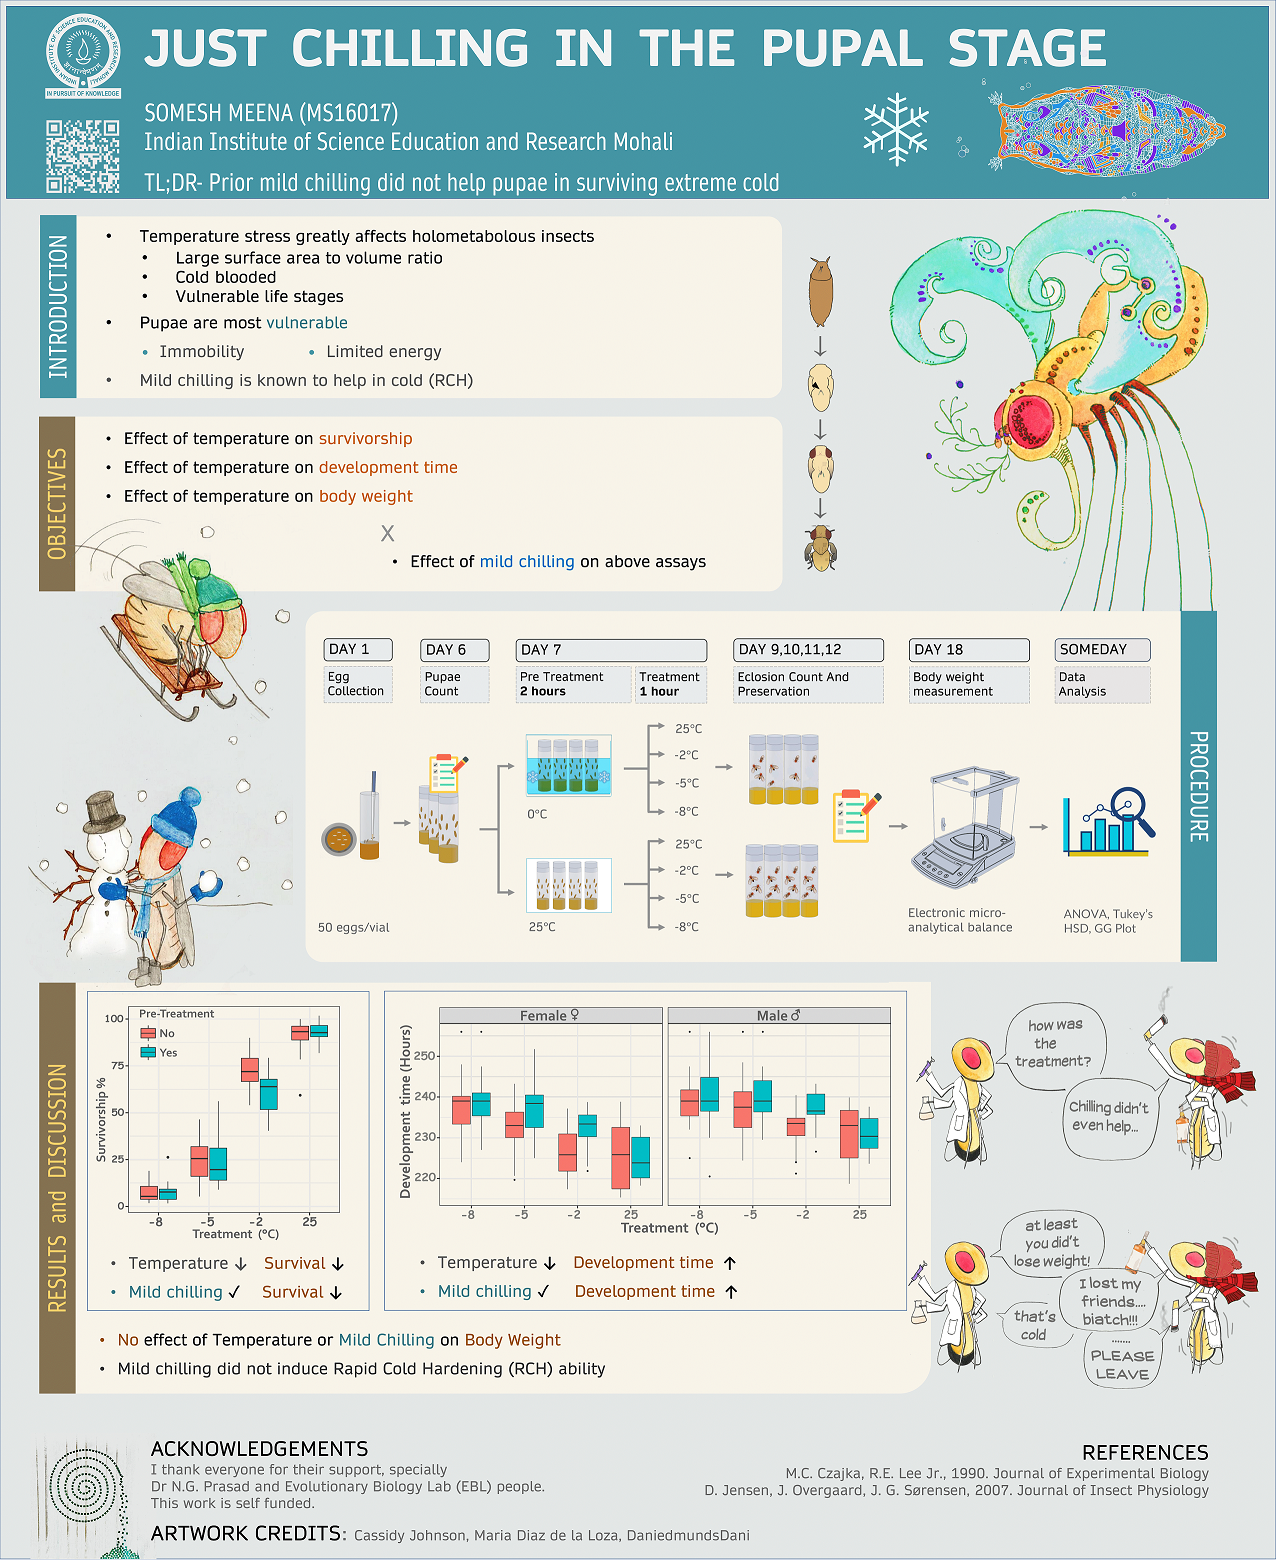 JUST CHILLING IN THE PUPAL STAGE
INDIAN INSTITUTE OF SCIENCE EDUCATION AND RESEARCH MOHALI
IN PURSUIT OF KNOWLEDGE
SOMESH MEENA (MS16017)
Indian Institute of Science Education and Research Mohali
TL;DR- Prior mild chilling did not help pupae in surviving extreme cold
INTRODUCTION
• Temperature stress greatly affects holometabolous insects
• Large surface area to volume ratio
• Cold blooded
• Vulnerable life stages
• Pupae are most vulnerable
• Immobility • Limited energy
• Mild chilling is known to help in cold (RCH)
OBJECTIVES
• Effect of temperature on survivorship
• Effect of temperature on development time
• Effect of temperature on body weight
X
• Effect of mild chilling on above assays
PROCEDURE
DAY 1
Egg
Collection
DAY 6
Pupae
Count
DAY 7
Pre Treatment
2 hours
Treatment
1 hour
DAY 9,10,11,12
Eclosion Count And
Preservation
DAY 18
Body weight
measurement
SOMEDAY
Data
Analysis
50 eggs/vial
0°C
25°C
25°C
-2°C
-5°C
-8°C
25°C
-2°C
-5°C
-8°C
Electronic micro-
analytical balance
ANOVA, Tukey's
HSD, GG Plot
RESULTS and DISCUSSION
Pre-Treatment
No
Yes
Survivorship %
100
75
50
25
0
-8 -5 -2 25
Treatment (°C)
• Temperature ↓ Survival ↓
• Mild chilling ✓ Survival ↓
Female ♀
Male ♂
Development time (Hours)
250
240
230
220
-8 -5 -2 25
-8 -5 -2 25
Treatment (°C)
• Temperature ↓ Development time ↑
• Mild chilling ✓ Development time ↑
• No effect of Temperature or Mild Chilling on Body Weight
• Mild chilling did not induce Rapid Cold Hardening (RCH) ability
how was
the
treatment?
Chilling didn't
even help...
at least
you didn't
lose weight!
I lost my
friends....
biatch!!!
that's
cold
.......
PLEASE
LEAVE
ACKNOWLEDGEMENTS
I thank everyone for their support, specially
Dr N.G. Prasad and Evolutionary Biology Lab (EBL) people.
This work is self funded.
REFERENCES
M.C. Czajka, R.E. Lee Jr., 1990. Journal of Experimental Biology
D. Jensen, J. Overgaard, J. G. Sørensen, 2007. Journal of Insect Physiology
ARTWORK CREDITS: Cassidy Johnson, Maria Diaz de la Loza, DaniedmundsDani